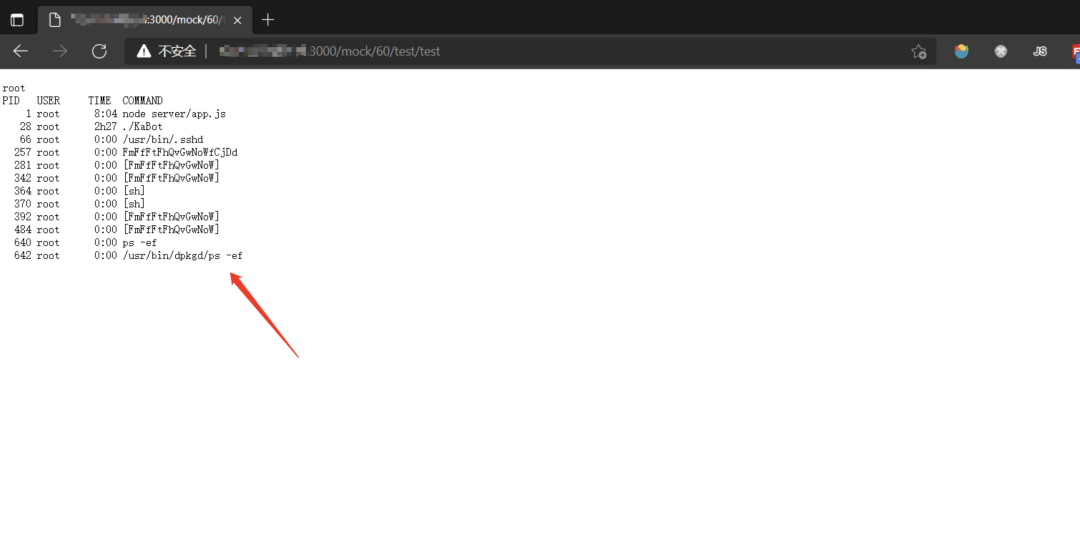 :3000/mock/60/
不安全
:3000/mock/60/test/test
JS
root
PID USER TIME COMMAND
1 root 8:04 node server/app.js
28 root 2h27 ./KaBot
66 root 0:00 /usr/bin/.sshd
257 root 0:00 FmFfFtFhQvGwNoWfCjDd
281 root 0:00 [FmFfFtFhQvGwNoW]
342 root 0:00 [FmFfFtFhQvGwNoW]
364 root 0:00 [sh]
370 root 0:00 [sh]
392 root 0:00 [FmFfFtFhQvGwNoW]
484 root 0:00 [FmFfFtFhQvGwNoW]
640 root 0:00 ps -ef
642 root 0:00 /usr/bin/dpkgd/ps -ef